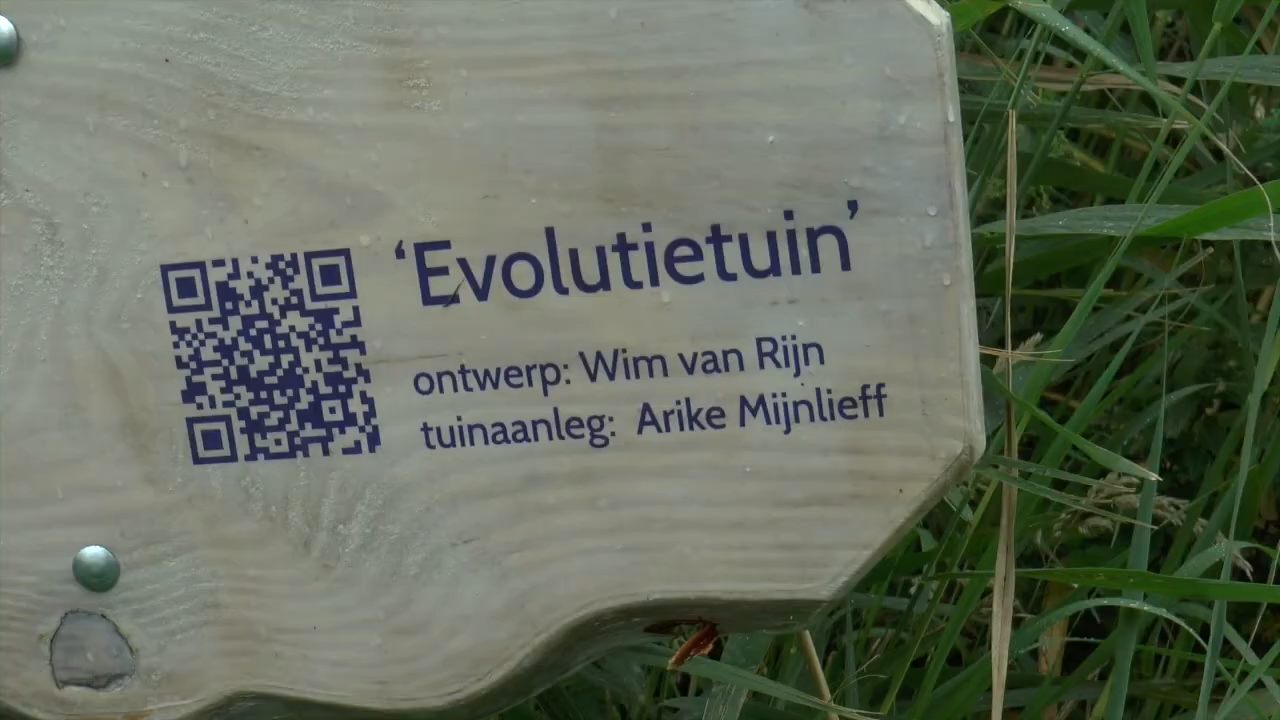 ‘Evolutietuin’
ontwerp: Wim van Rijn
tuinaanleg: Arike Mijnlieff